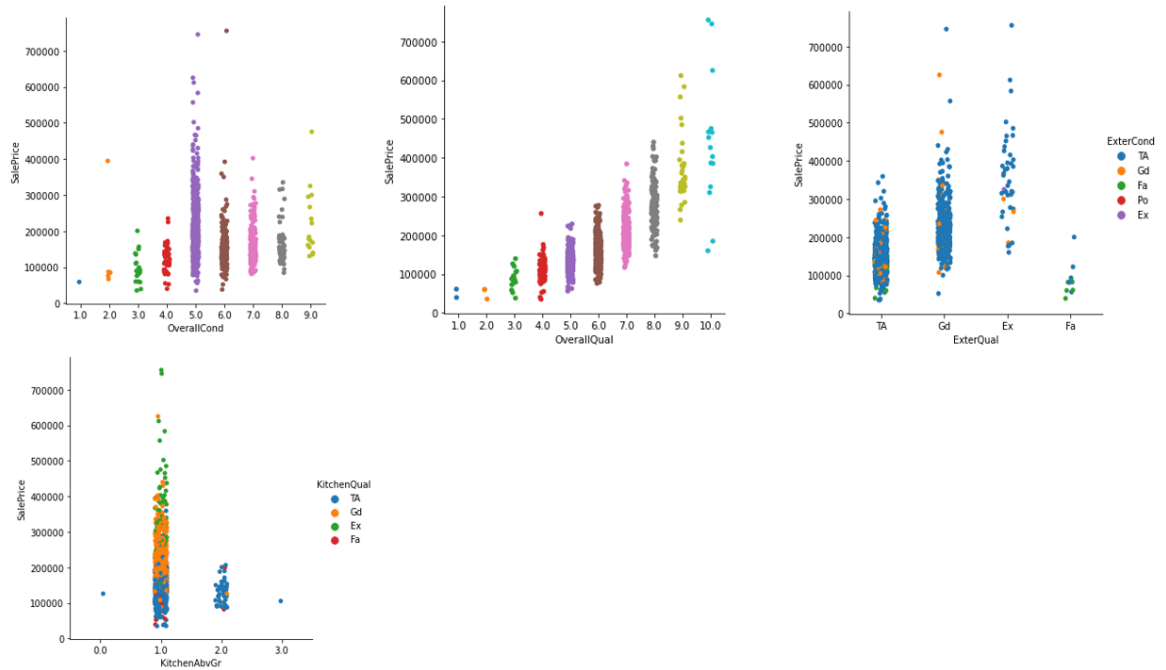 700000
600000
500000
400000
300000
200000
100000
0
SalePrice
1.0 2.0 3.0 4.0 5.0 6.0 7.0 8.0 9.0
OverallCond
700000
600000
500000
400000
300000
200000
100000
0
SalePrice
1.0 2.0 3.0 4.0 5.0 6.0 7.0 8.0 9.0 10.0
OverallQual
700000
600000
500000
400000
300000
200000
100000
0
SalePrice
TA Gd Ex Fa
ExterQual
ExterCond
TA
Gd
Fa
Po
Ex
700000
600000
500000
400000
300000
200000
100000
0
SalePrice
0.0 1.0 2.0 3.0
KitchenAbvGr
KitchenQual
TA
Gd
Ex
Fa